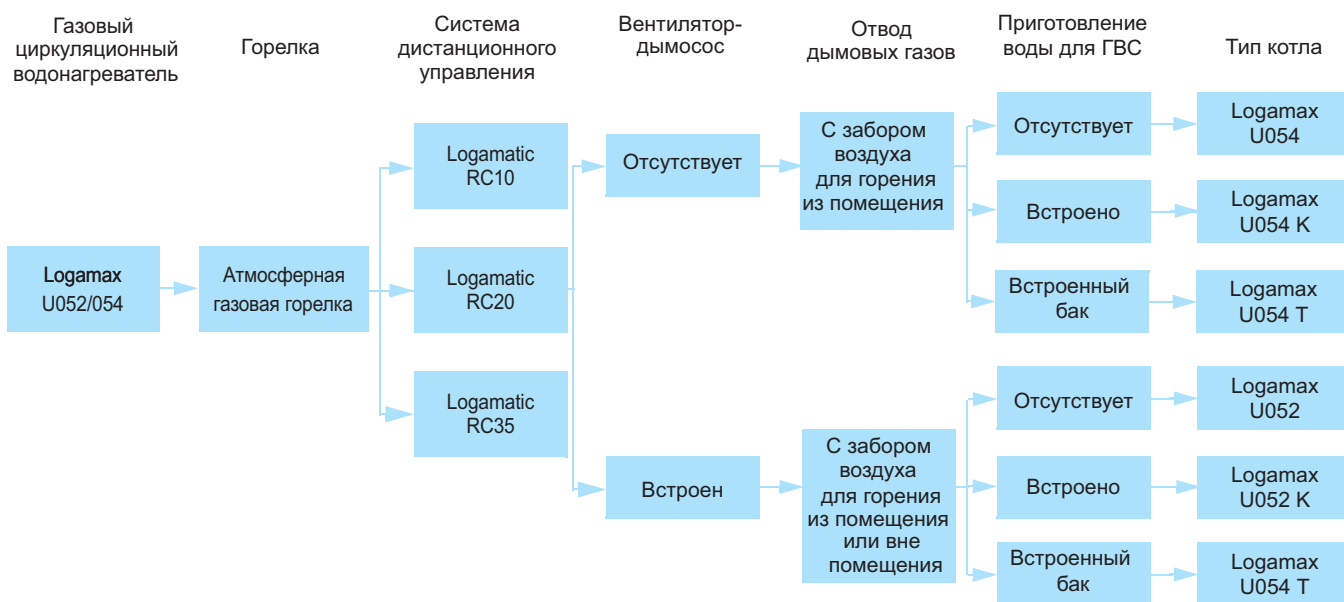 Газовый
циркуляционный
водонагреватель
Горелка
Система
дистанционного
управления
Вентилятор-
дымосос
Отвод
дымовых газов
Приготовление
воды для ГВС
Тип котла
Logamax
U052/054
Атмосферная
газовая горелка
Logamatic
RC10
Logamatic
RC20
Logamatic
RC35
Отсутствует
Встроен
С забором
воздуха
для горения
из помещения
С забором
воздуха
для горения
из помещения
или вне
помещения
Отсутствует
Встроено
Встроенный
бак
Отсутствует
Встроено
Встроенный
бак
Logamax
U054
Logamax
U054 K
Logamax
U054 T
Logamax
U052
Logamax
U052 K
Logamax
U054 T